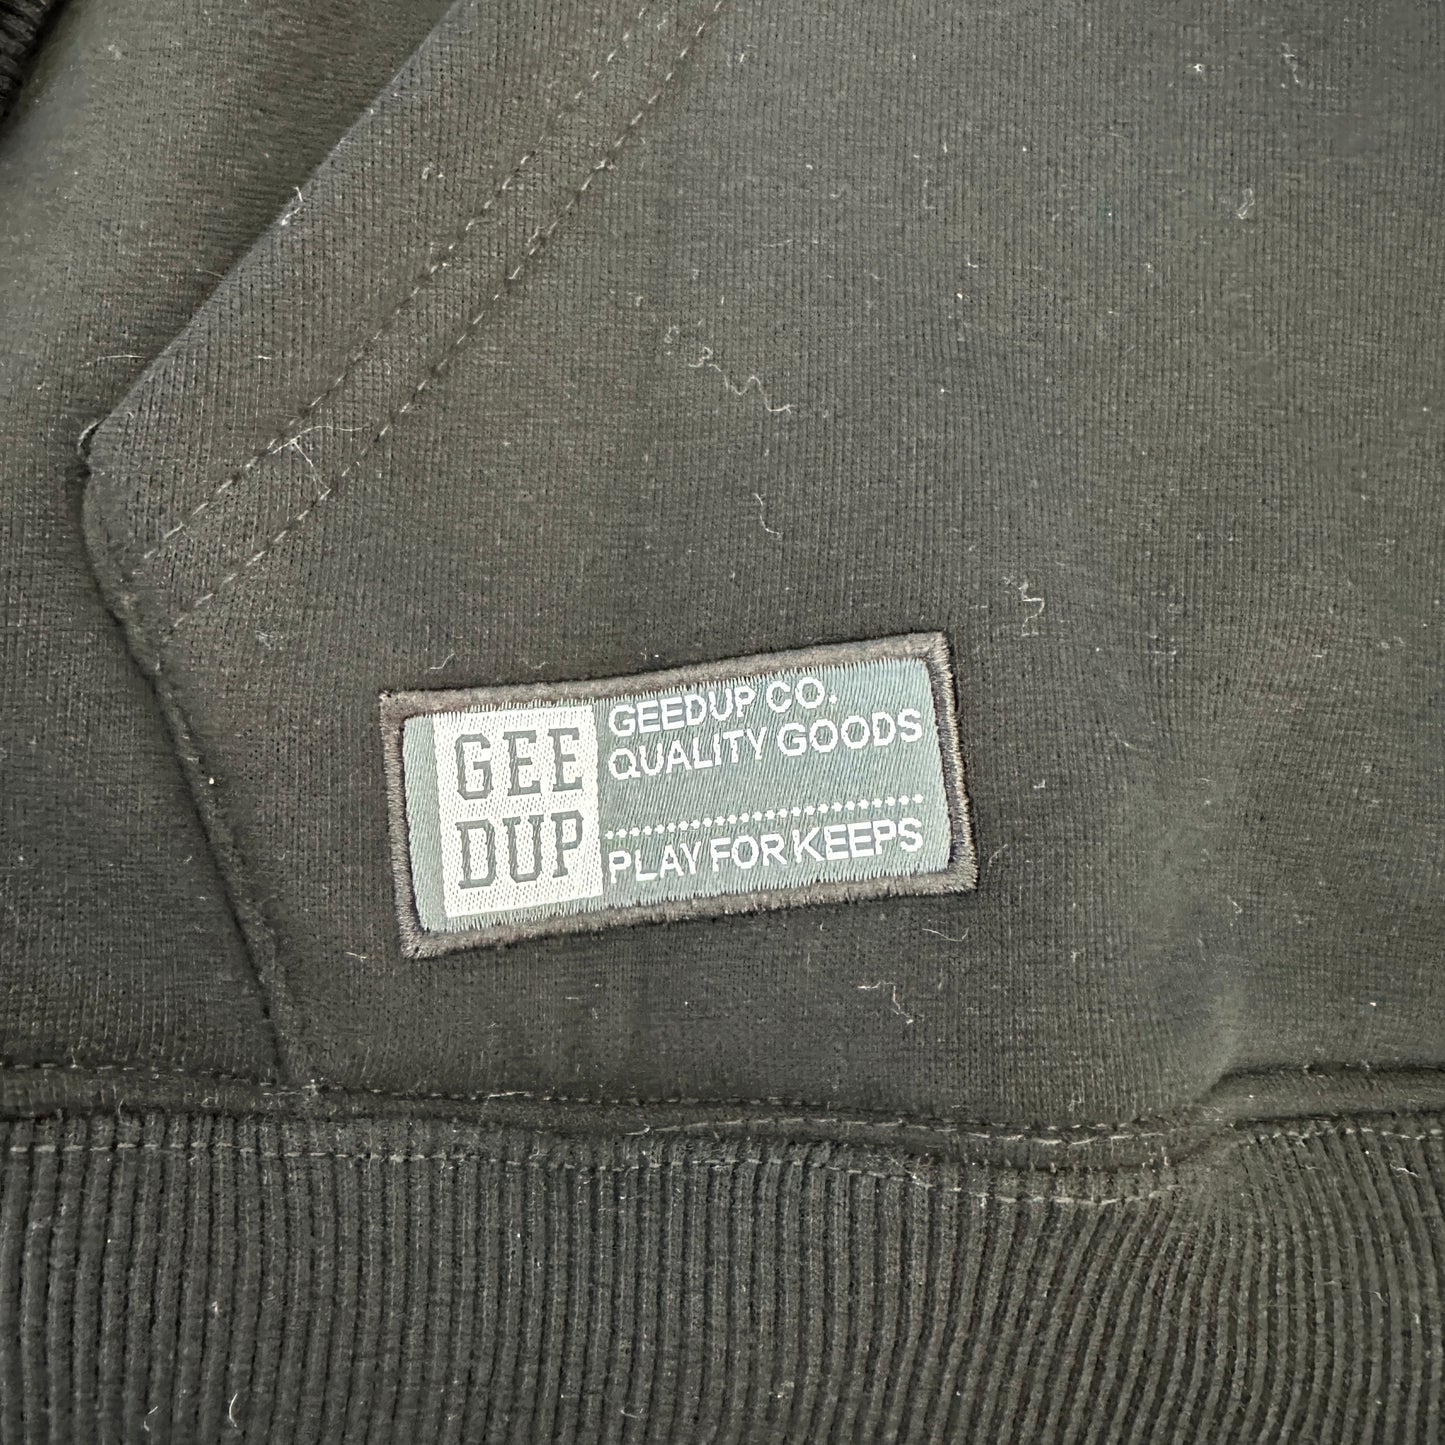 GEE
DUP
GEEDUP CO.
QUALITY GOODS
PLAY FOR KEEPS